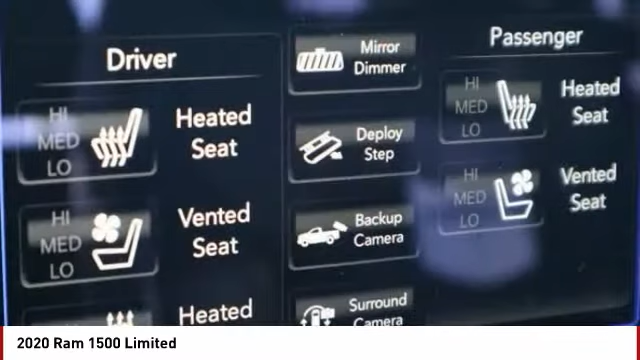 Driver
HI
MED
LO
Heated
Seat
HI
MED
LO
Vented
Seat
Heated
Mirror
Dimmer
Deploy
Step
Backup
Camera
Surround
Camera
Passenger
HI
MED
LO
Heated
Seat
HI
MED
LO
Vented
Seat
2020 Ram 1500 Limited